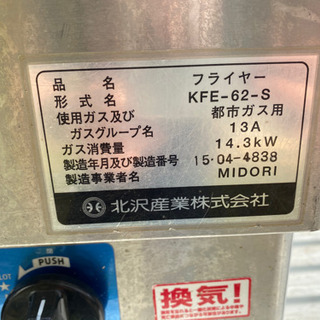 品 名 フライヤー
形 式 名 KFE-62-S
使用ガス及び 都市ガス用
ガスグループ名 13A
ガス消費量 14.3kW
製造年月及び製造番号 15·04-4838
製造事業者名 MIDORI
北沢産業株式会社
PUSH
換気!